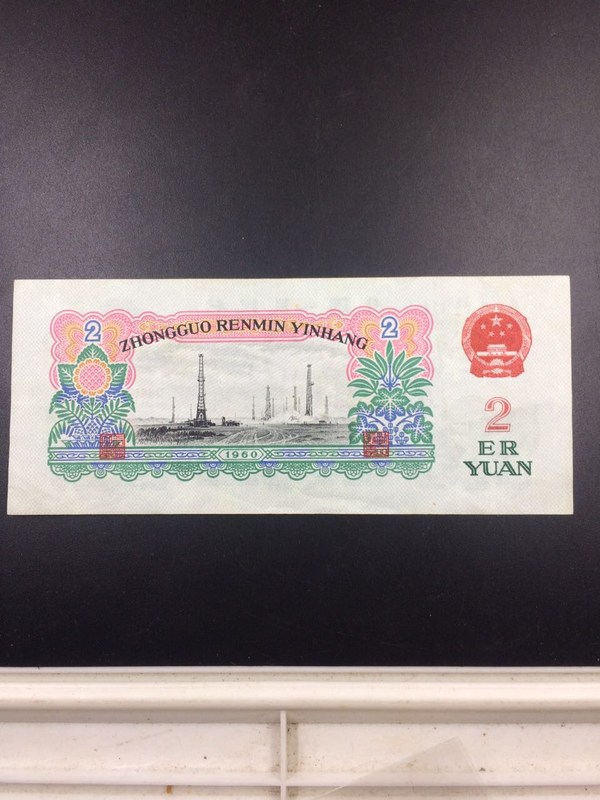 2
2
ZHONGGUO RENMIN YINHANG
1960
2
ER
YUAN